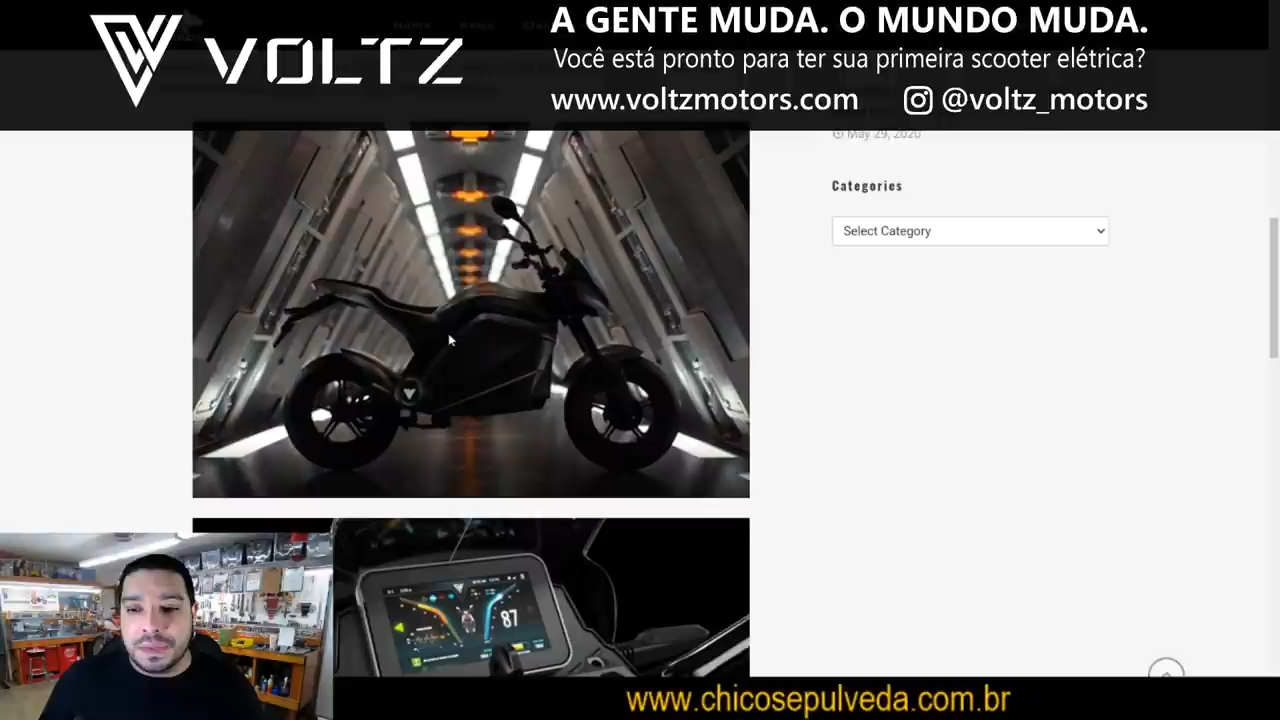 VOLTZ
A GENTE MUDA. O MUNDO MUDA.
Você está pronto para ter sua primeira scooter elétrica?
www.voltzmotors.com
@voltz_motors
May 29, 2020
Categories
Select Category
87
www.chicosepulveda.com.br